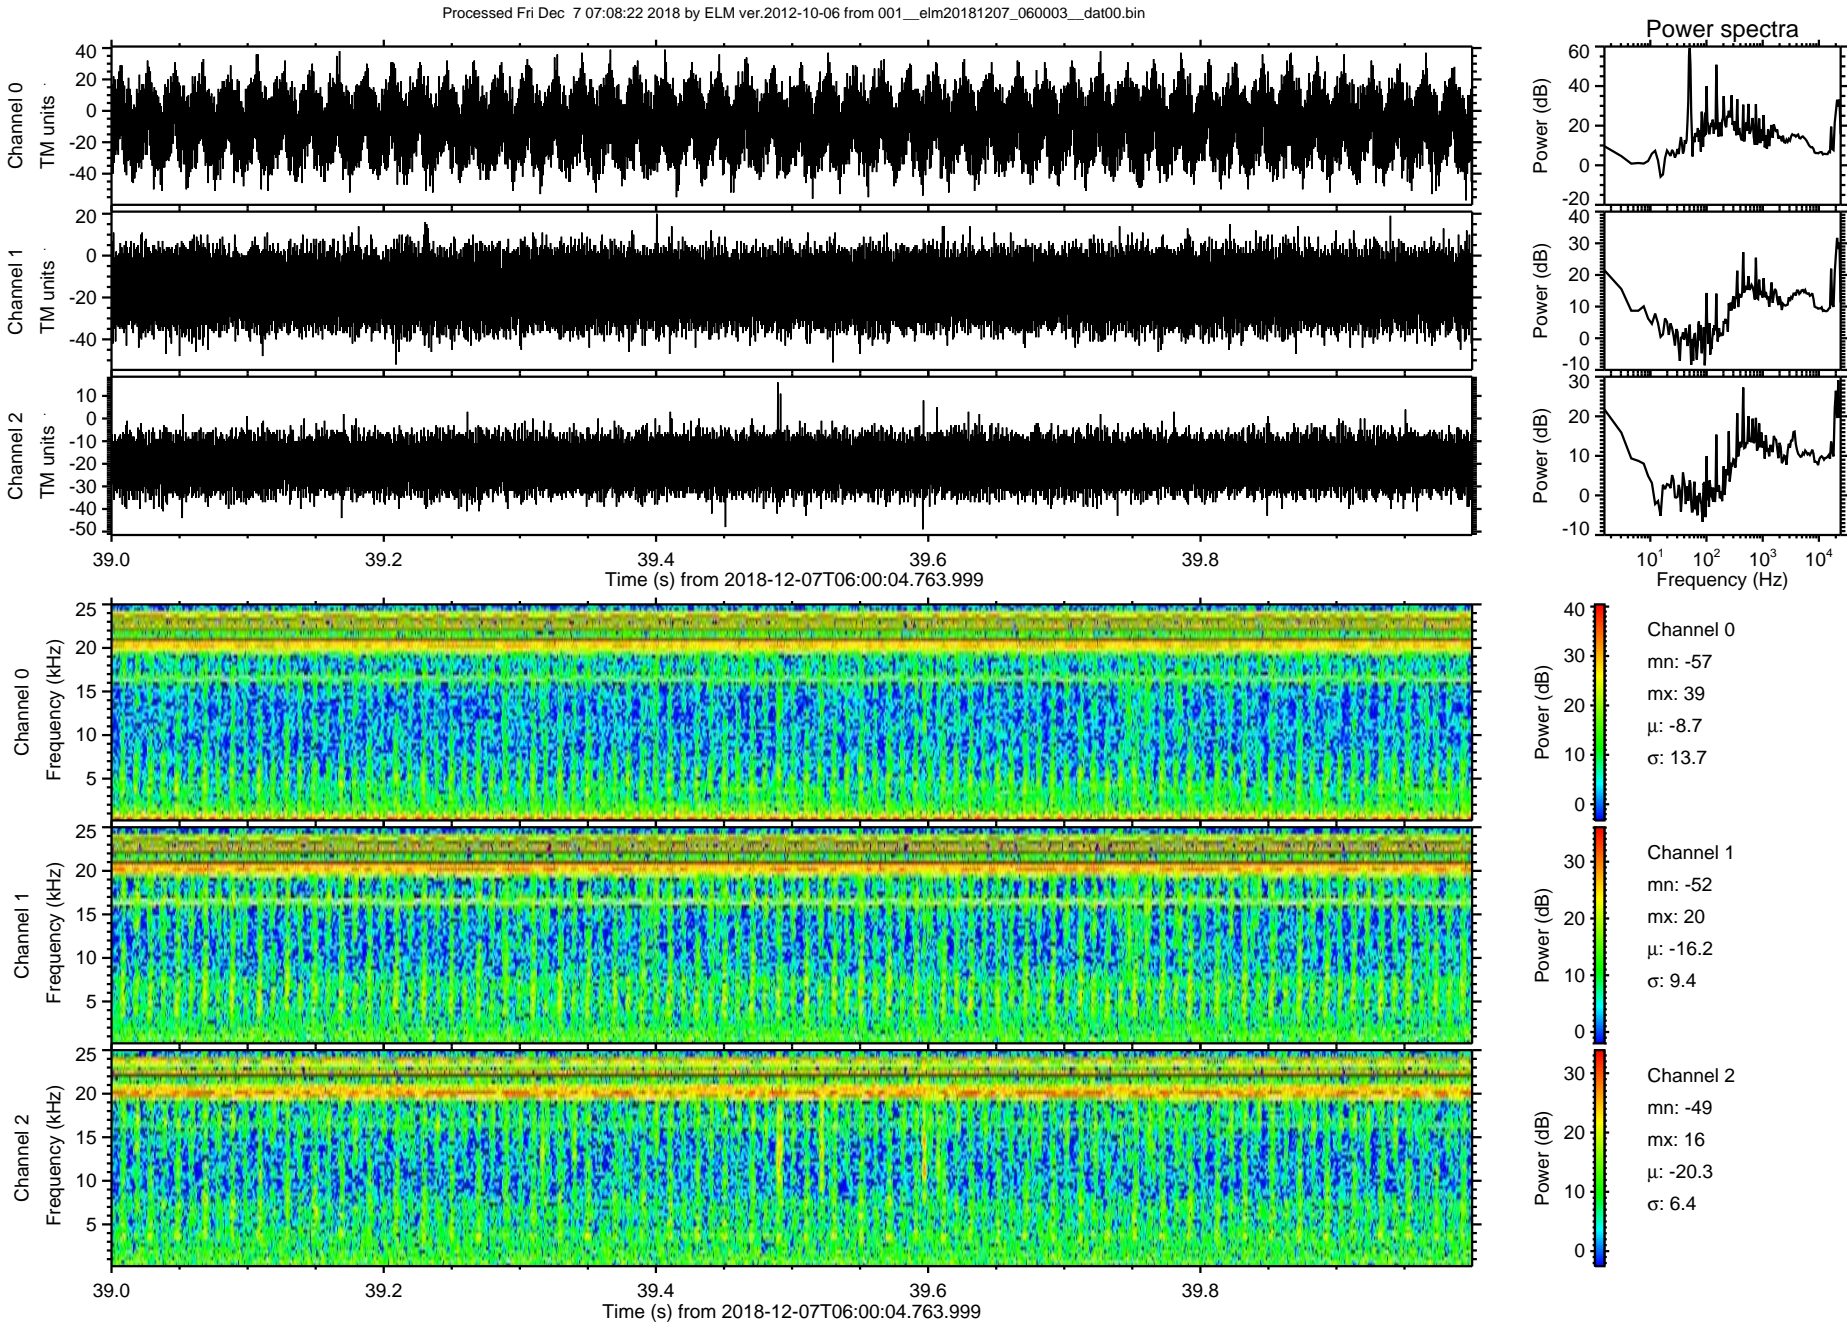 Processed Fri Dec  7 07:08:22 2018 by ELM ver.2012-10-06 from 001__elm20181207_060003__dat00.bin
Power spectra
Channel 0
TM units
40
20
0
-20
-40
Power (dB)
60
40
20
0
-20
Channel 1
TM units
20
0
-20
-40
Power (dB)
40
30
20
10
0
-10
Channel 2
TM units
10
0
-10
-20
-30
-40
-50
Power (dB)
30
20
10
0
-10
39.0 39.2 39.4 39.6 39.8
Time (s) from 2018-12-07T06:00:04.763.999
10^1 10^2 10^3 10^4
Frequency (Hz)
Channel 0
Frequency (kHz)
25
20
15
10
5
Power (dB)
40
30
20
10
0
Channel 0
mn: -57
mx: 39
μ: -8.7
σ: 13.7
Channel 1
Frequency (kHz)
25
20
15
10
5
Power (dB)
30
20
10
0
Channel 1
mn: -52
mx: 20
μ: -16.2
σ: 9.4
Channel 2
Frequency (kHz)
25
20
15
10
5
Power (dB)
30
20
10
0
Channel 2
mn: -49
mx: 16
μ: -20.3
σ: 6.4
39.0 39.2 39.4 39.6 39.8
Time (s) from 2018-12-07T06:00:04.763.999